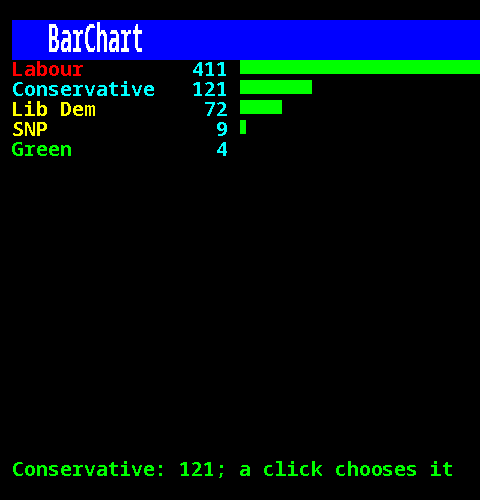 BarChart
Labour 411
Conservative 121
Lib Dem 72
SNP 9
Green 4
Conservative: 121; a click chooses it